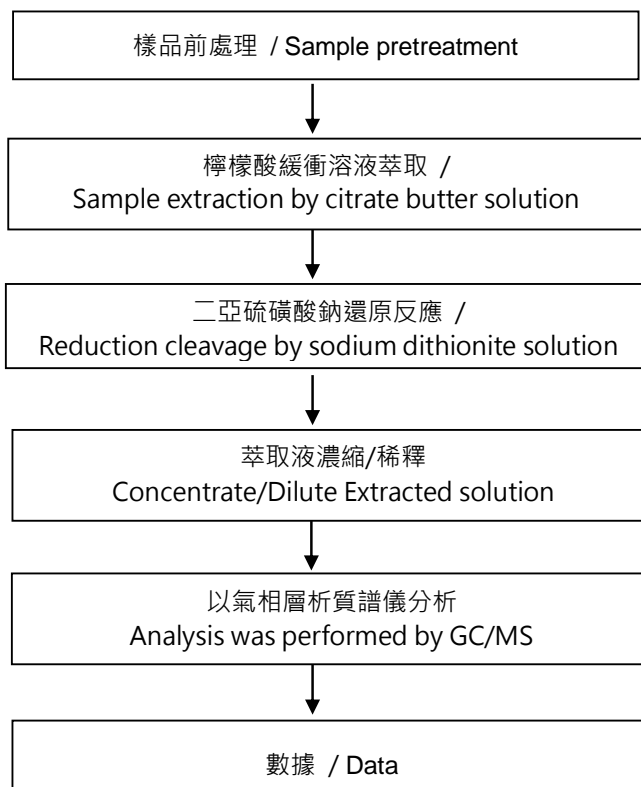 樣品前處理 / Sample pretreatment
檸檬酸緩衝溶液萃取 /
Sample extraction by citrate butter solution
二亞硫磺酸鈉還原反應 /
Reduction cleavage by sodium dithionite solution
萃取液濃縮/稀釋
Concentrate/Dilute Extracted solution
以氣相層析質譜儀分析
Analysis was performed by GC/MS
數據 / Data